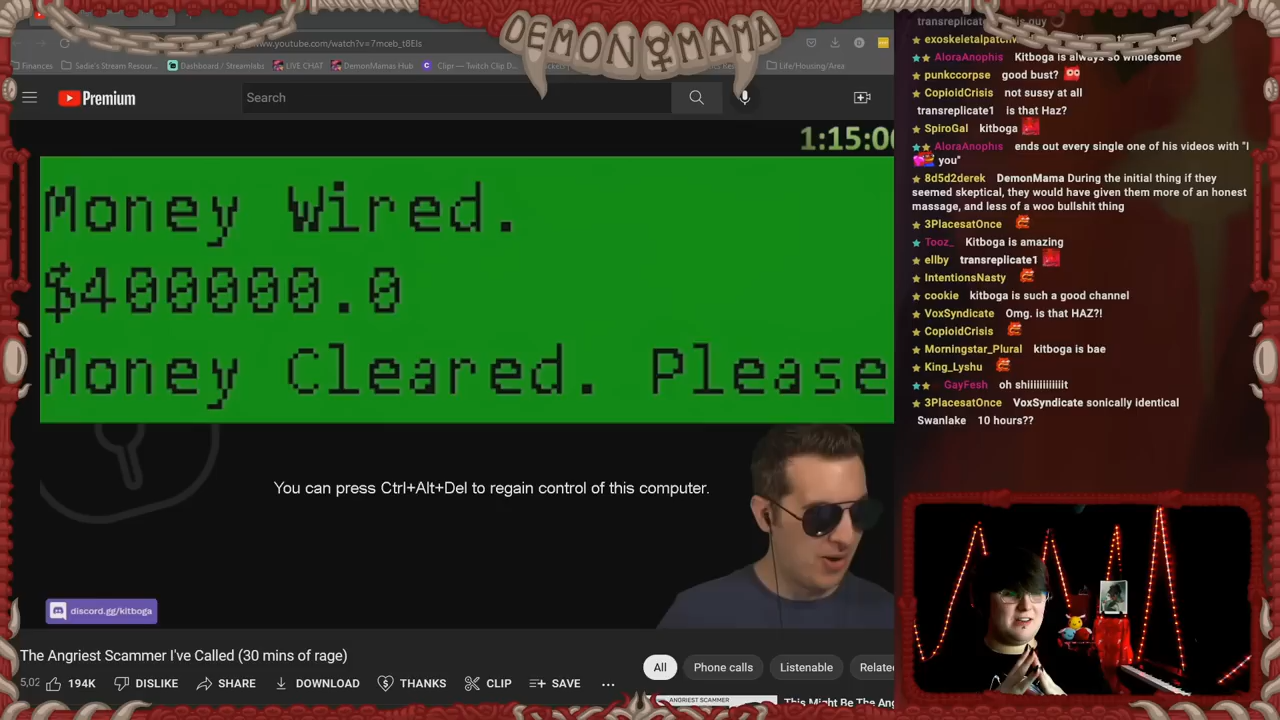 DEMON MAMA
www.youtube.com/watch?v=7mceb_t8EIs
Finances
Sadie's Stream Resour...
Dashboard / Streamlabs
LIVE CHAT
DemonMamas Hub
Clipr — Twitch Clip D...
Life/Housing/Area
Premium
Search
1:15:00
Money Wired.
$400000.0
Money Cleared. Please
You can press Ctrl+Alt+Del to regain control of this computer.
discord.gg/kitboga
The Angriest Scammer I've Called (30 mins of rage)
5,02
194K
DISLIKE
SHARE
DOWNLOAD
THANKS
CLIP
SAVE
All
Phone calls
Listenable
Relate
ANGRIEST SCAMMER
This Might Be The Ang
AloraAnophis Kitboga is always so wholesome
punkccorpse good bust?
CopioidCrisis not sussy at all
transreplicate1 is that Haz?
SpiroGal kitboga
AloraAnophis ends out every single one of his videos with "I
you"
8d5d2derek DemonMama During the initial thing if they
seemed skeptical, they would have given them more of an honest
massage, and less of a woo bullshit thing
3PlacesatOnce
Tooz_ Kitboga is amazing
ellby transreplicate1
IntentionsNasty
cookie kitboga is such a good channel
VoxSyndicate Omg. is that HAZ?!
CopioidCrisis
Morningstar_Plural kitboga is bae
King_Lyshu
GayFesh oh shiiiiiiiiiiiit
3PlacesatOnce VoxSyndicate sonically identical
Swanlake 10 hours??